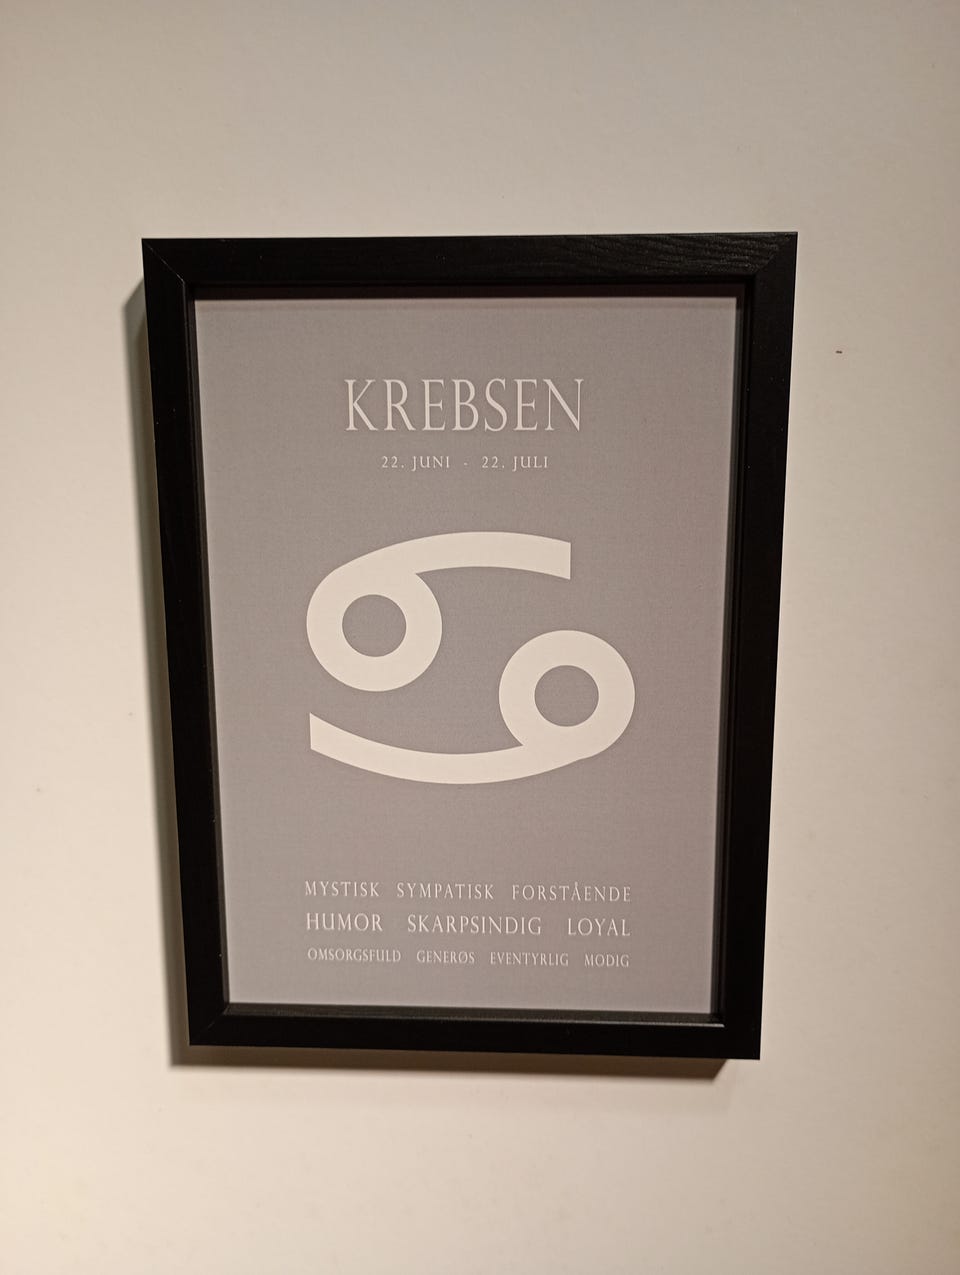 KREBSEN
22. JUNI - 22. JULI
MYSTISK SYMPATISK FORSTÅENDE
HUMOR SKARPSINDIG LOYAL
OMSORGSFULD GENERØS EVENTYRLIG MODIG